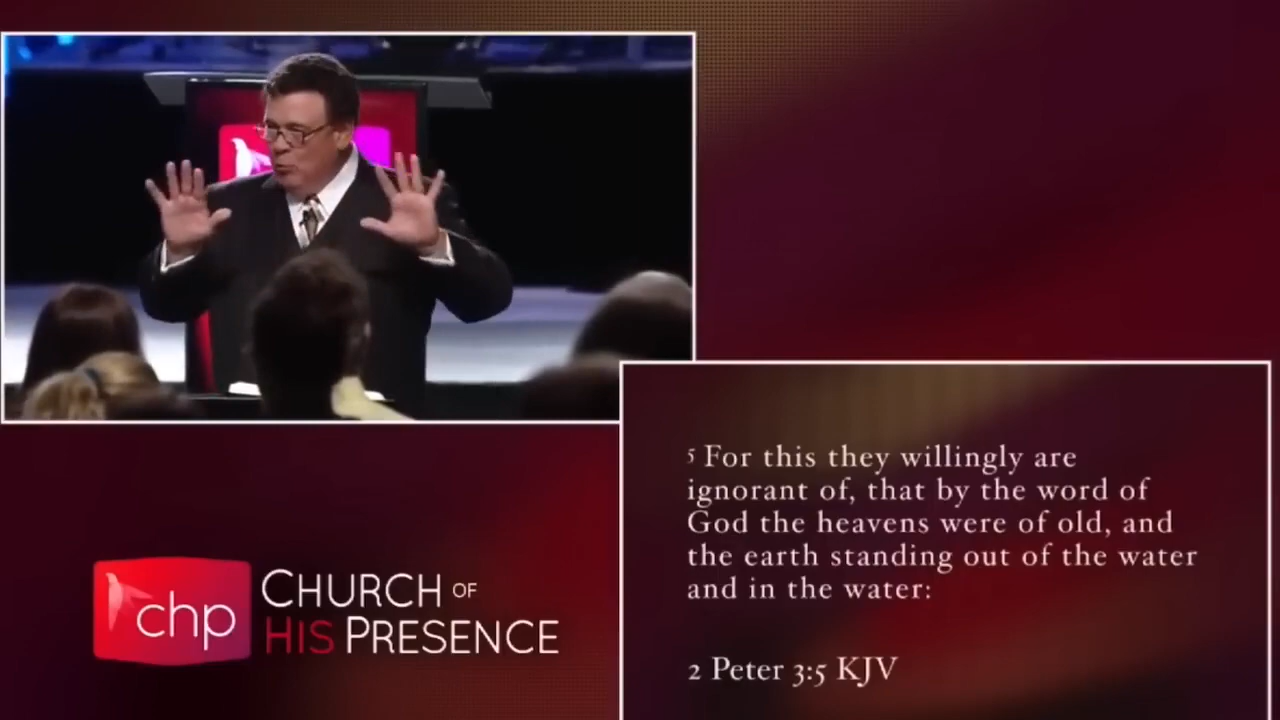 5 For this they willingly are
ignorant of, that by the word of
God the heavens were of old, and
the earth standing out of the water
and in the water:
2 Peter 3:5 KJV
chp
CHURCH OF
HIS PRESENCE